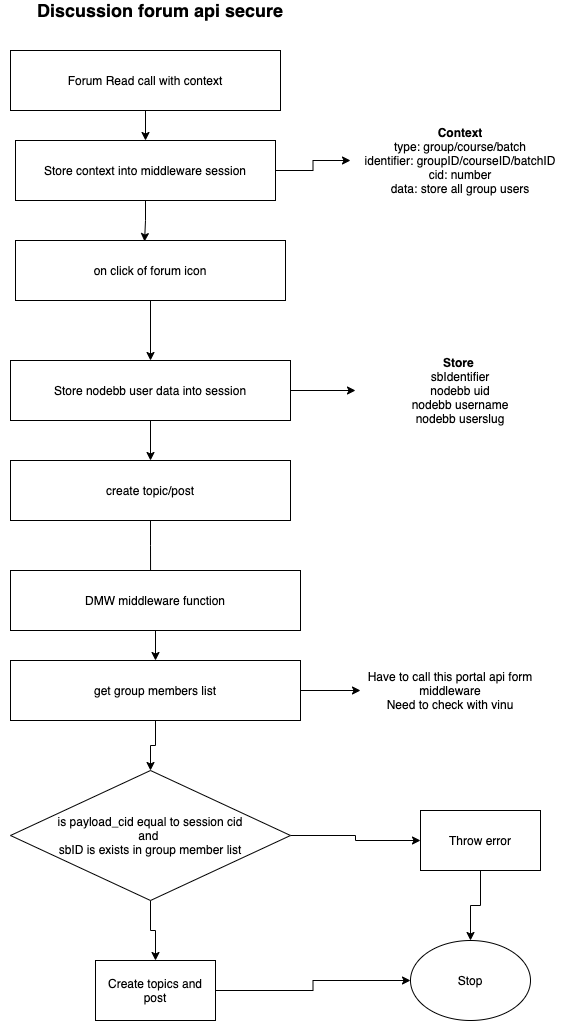 Discussion forum api secure
Forum Read call with context
Store context into middleware session
Context
type: group/course/batch
identifier: groupID/courseID/batchID
cid: number
data: store all group users
on click of forum icon
Store nodebb user data into session
Store
sbIdentifier
nodebb uid
nodebb username
nodebb userslug
create topic/post
DMW middleware function
get group members list
Have to call this portal api form
middleware
Need to check with vinu
is payload_cid equal to session cid
and
sbID is exists in group member list
Throw error
Create topics and
post
Stop